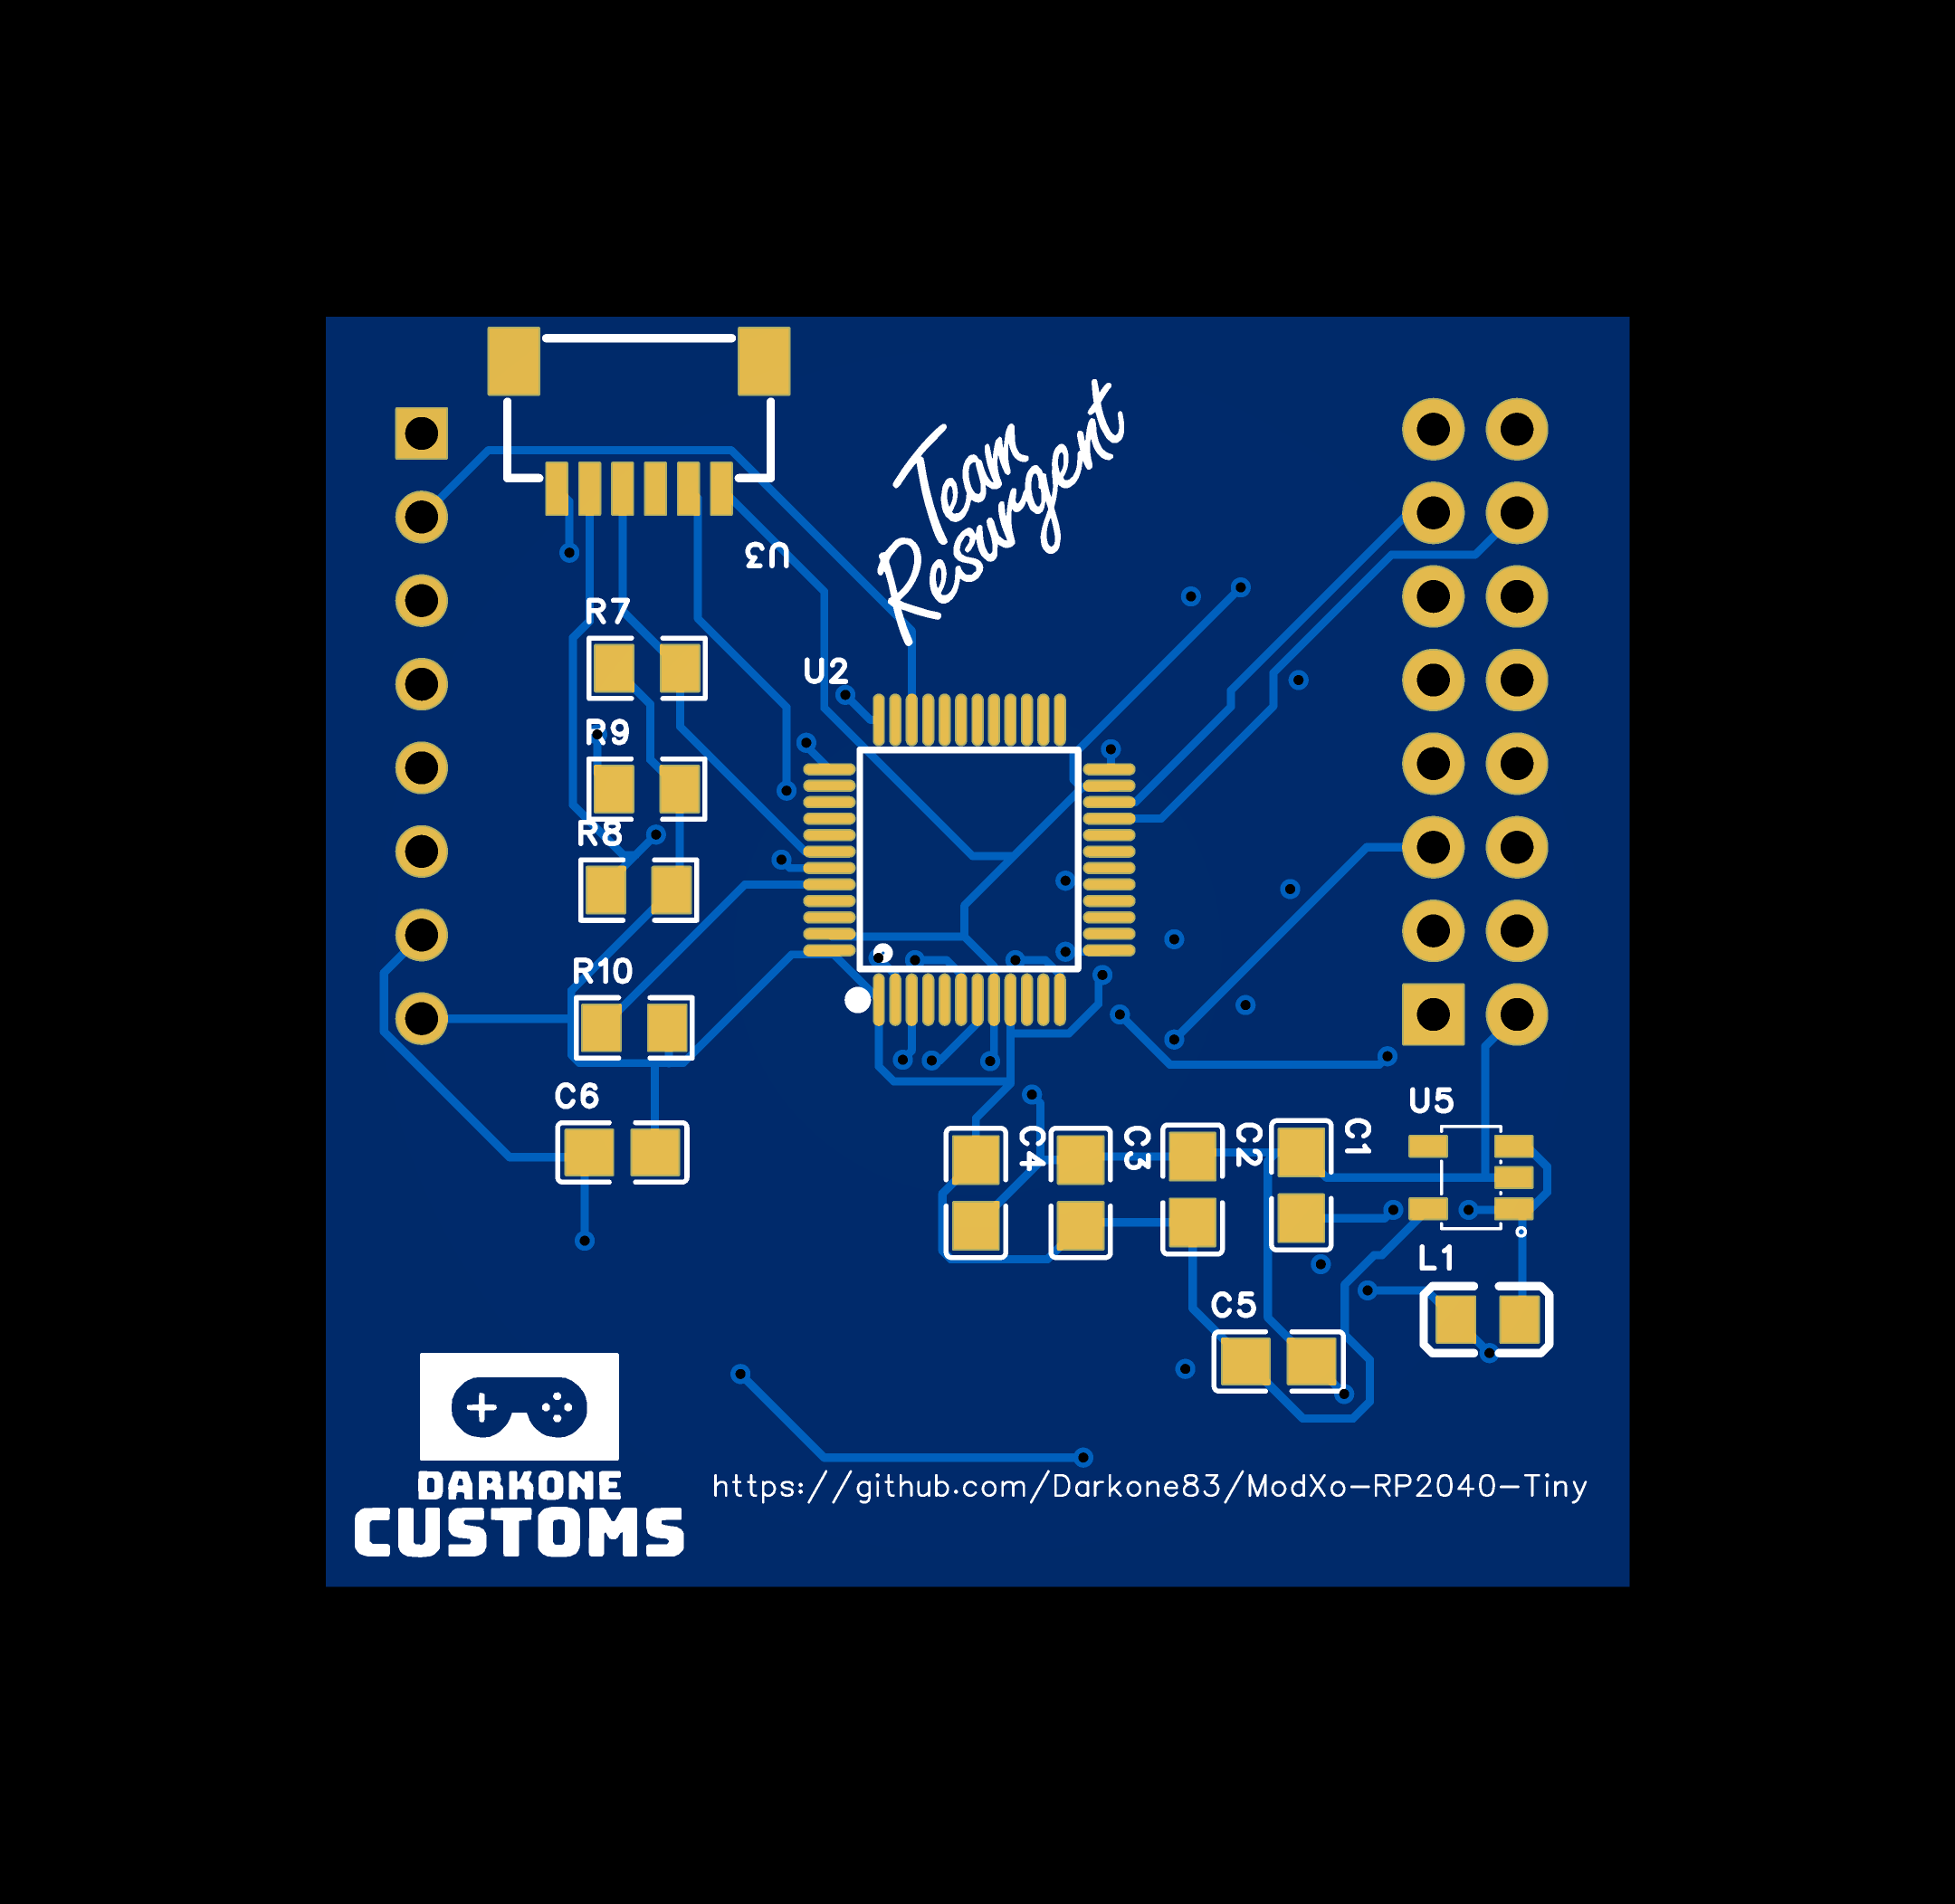 Team
Resurgent
U3
R7
U2
R9
R8
R10
C6
U5
C4
C3
C2
C1
L1
C5
DARKONE
CUSTOMS
https://github.com/Darkone83/ModXo-RP2040-Tiny